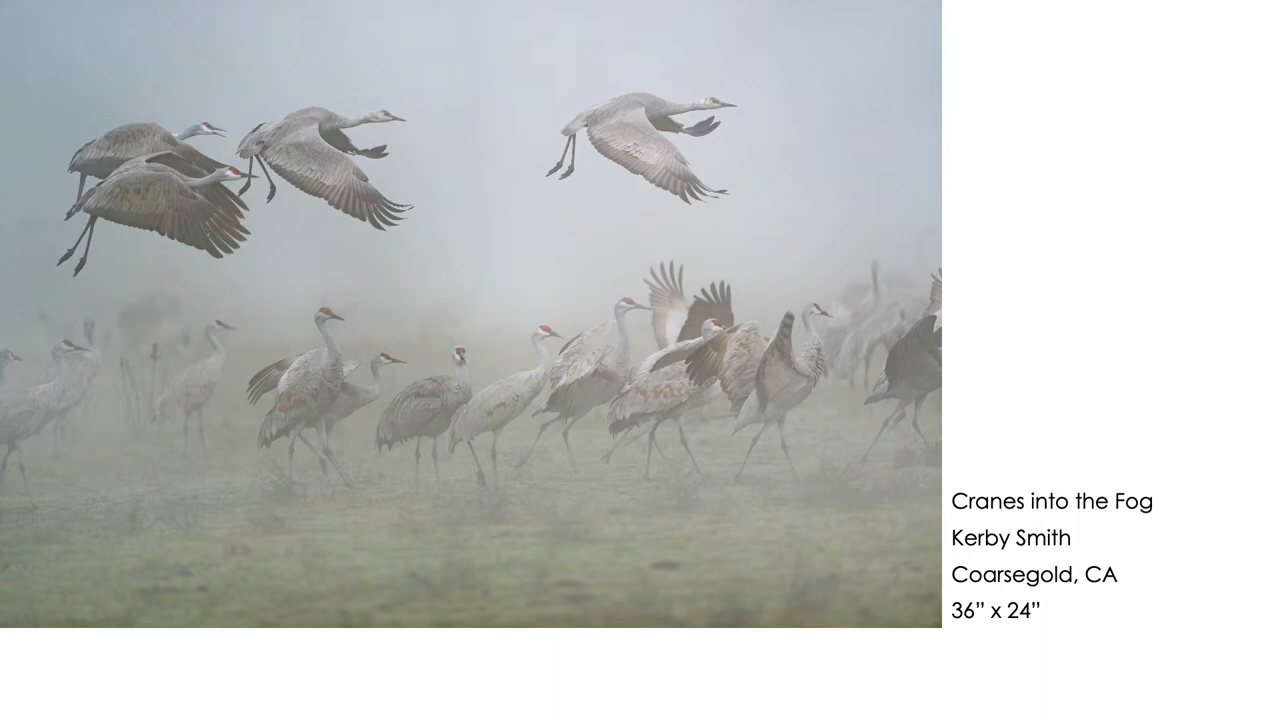 Cranes into the Fog
Kerby Smith
Coarsegold, CA
36” x 24”